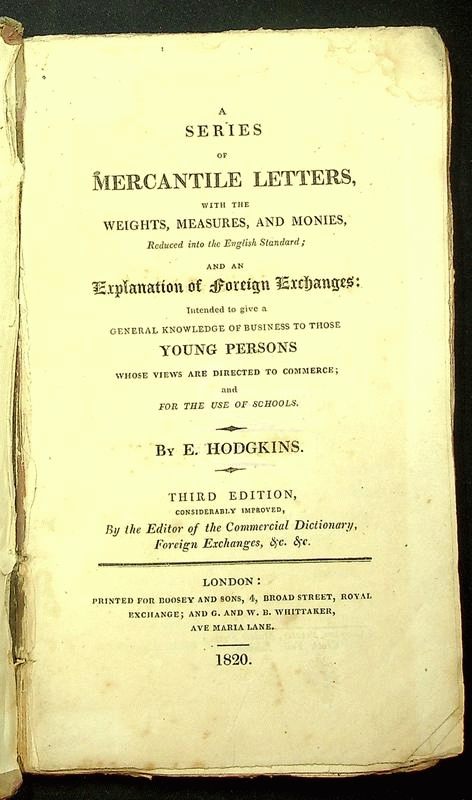 A
SERIES
OF
MERCANTILE LETTERS,
WITH THE
WEIGHTS, MEASURES, AND MONIES,
Reduced into the English Standard;
AND AN
Explanation of Foreign Exchanges:
Intended to give a
GENERAL KNOWLEDGE OF BUSINESS TO THOSE
YOUNG PERSONS
WHOSE VIEWS ARE DIRECTED TO COMMERCE;
and
FOR THE USE OF SCHOOLS.
BY E. HODGKINS.
THIRD EDITION,
CONSIDERABLY IMPROVED,
By the Editor of the Commercial Dictionary,
Foreign Exchanges, &c. &c.
LONDON:
PRINTED FOR BOOSEY AND SONS, 4, BROAD STREET, ROYAL
EXCHANGE; AND G. AND W. B. WHITTAKER,
AVE MARIA LANE.
1820.